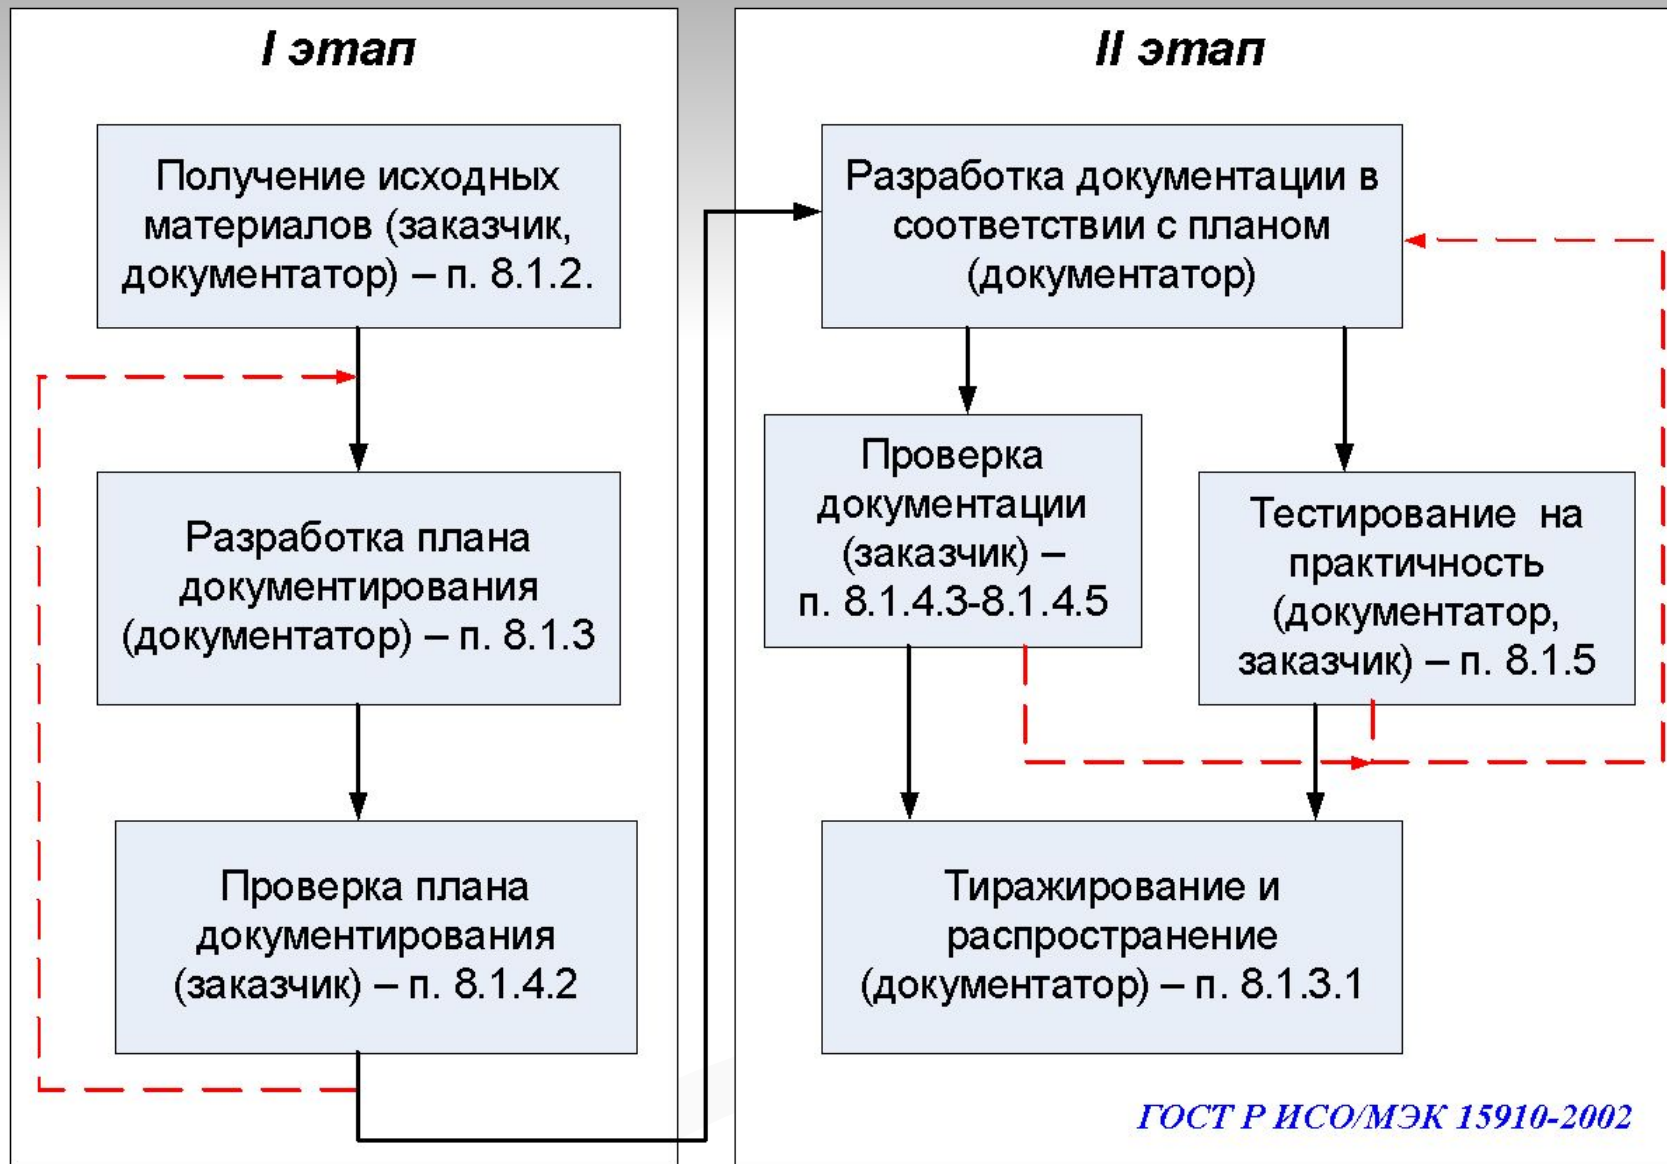 I этап
Получение исходных
материалов (заказчик,
документатор) – п. 8.1.2.
Разработка плана
документирования
(документатор) – п. 8.1.3
Проверка плана
документирования
(заказчик) – п. 8.1.4.2
II этап
Разработка документации в
соответствии с планом
(документатор)
Проверка
документации
(заказчик) –
п. 8.1.4.3-8.1.4.5
Тестирование на
практичность
(документатор,
заказчик) – п. 8.1.5
Тиражирование и
распространение
(документатор) – п. 8.1.3.1
ГОСТ Р ИСО/МЭК 15910-2002